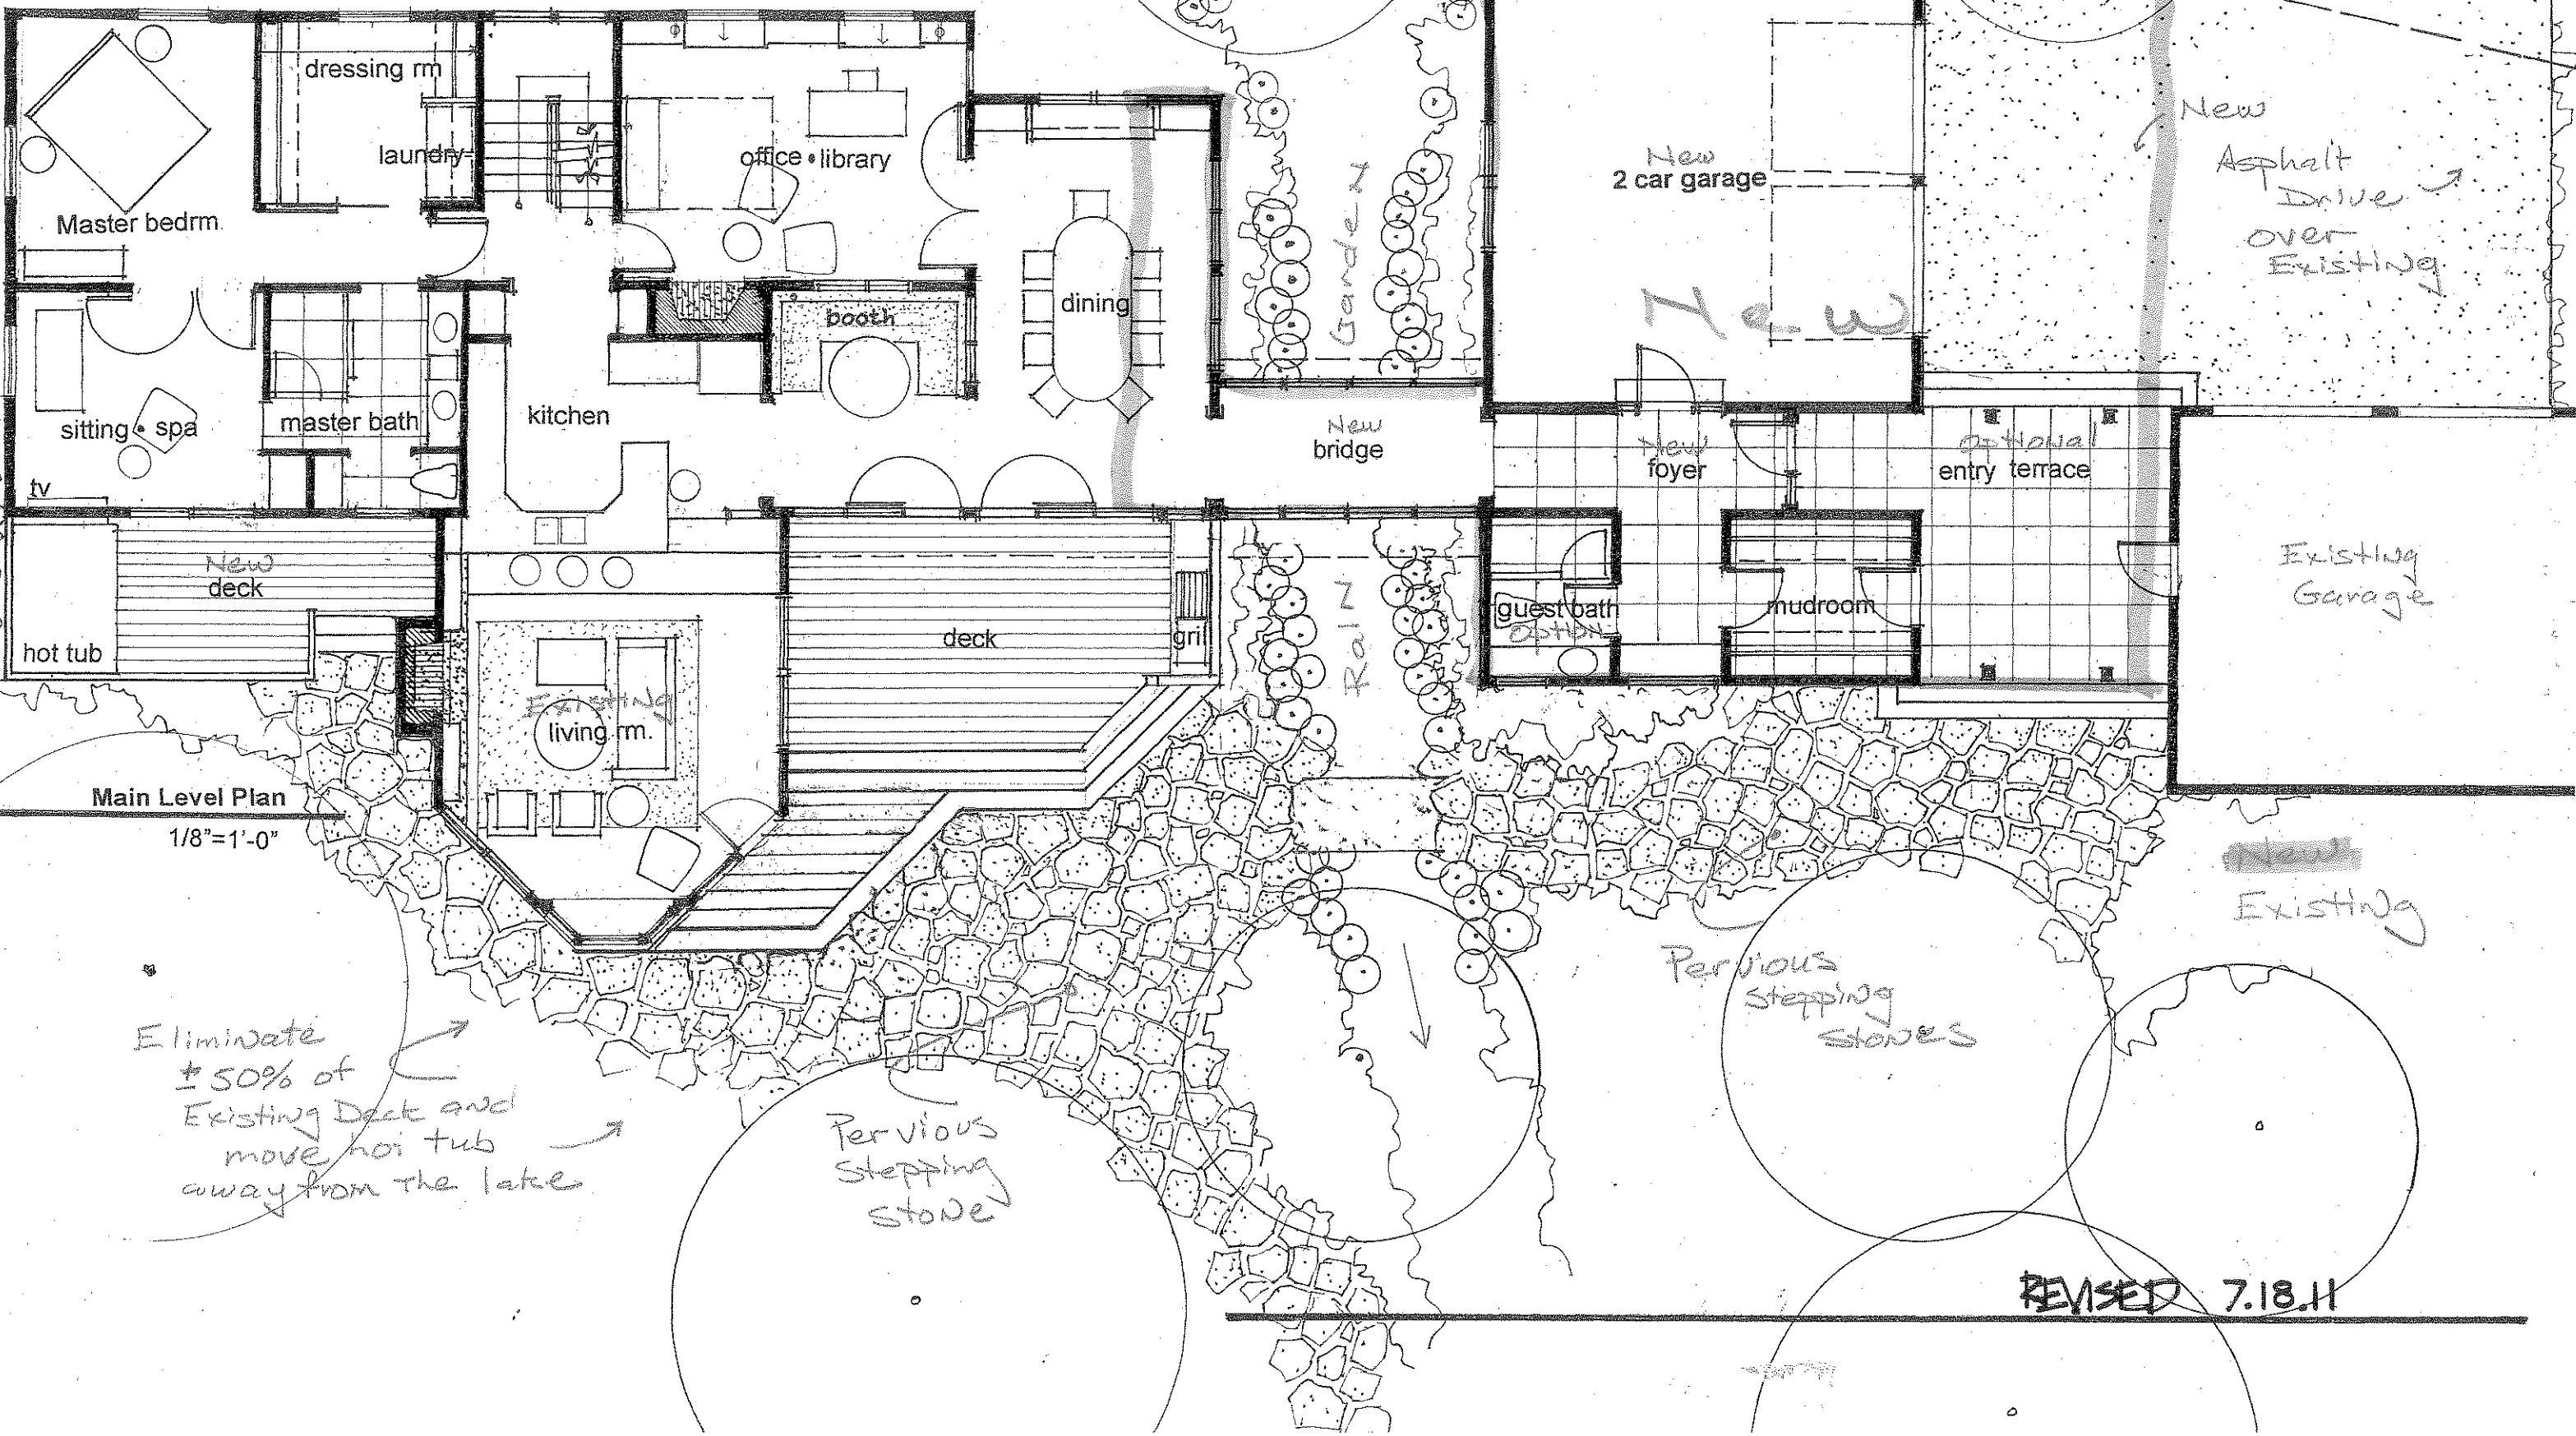 dressing rm
laundry
office • library
Master bedrm.
New
2 car garage
New
Asphalt
Drive
over
Existing
Garden
New
dining
booth
sitting • spa
master bath
kitchen
tv
New
bridge
New
foyer
Optional
entry terrace
New
deck
hot tub
deck
grill
Rain
guest bath
option
mudroom
Existing
Garage
Existing
living rm.
Main Level Plan
1/8"=1'-0"
New
Existing
Pervious
stepping
stones
Eliminate
± 50% of
Existing Deck and
move hot tub
away from the lake
Pervious
stepping
stone
REVISED 7.18.11